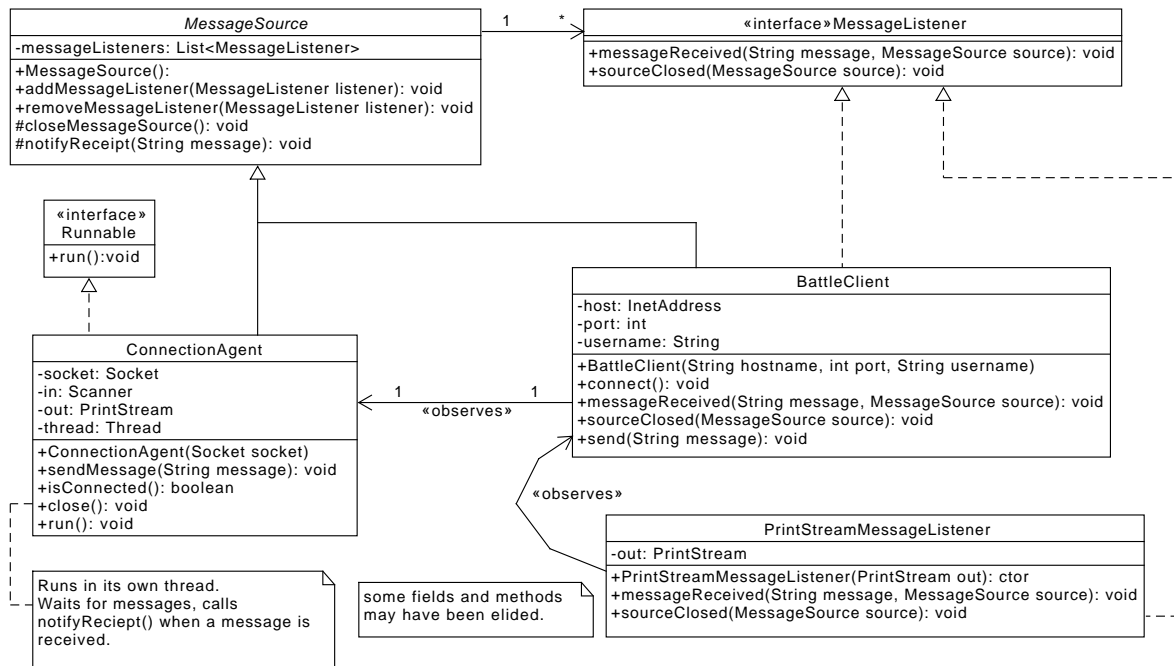 MessageSource
-messageListeners: List<MessageListener>
+MessageSource():
+addMessageListener(MessageListener listener): void
+removeMessageListener(MessageListener listener): void
#closeMessageSource(): void
#notifyReceipt(String message): void
1
*
«interface»MessageListener
+messageReceived(String message, MessageSource source): void
+sourceClosed(MessageSource source): void
«interface»
Runnable
+run():void
ConnectionAgent
-socket: Socket
-in: Scanner
-out: PrintStream
-thread: Thread
+ConnectionAgent(Socket socket)
+sendMessage(String message): void
+isConnected(): boolean
+close(): void
+run(): void
1
1
«observes»
BattleClient
-host: InetAddress
-port: int
-username: String
+BattleClient(String hostname, int port, String username)
+connect(): void
+messageReceived(String message, MessageSource source): void
+sourceClosed(MessageSource source): void
+send(String message): void
«observes»
PrintStreamMessageListener
-out: PrintStream
+PrintStreamMessageListener(PrintStream out): ctor
+messageReceived(String message, MessageSource source): void
+sourceClosed(MessageSource source): void
Runs in its own thread.
Waits for messages, calls
notifyReciept() when a message is
received.
some fields and methods
may have been elided.